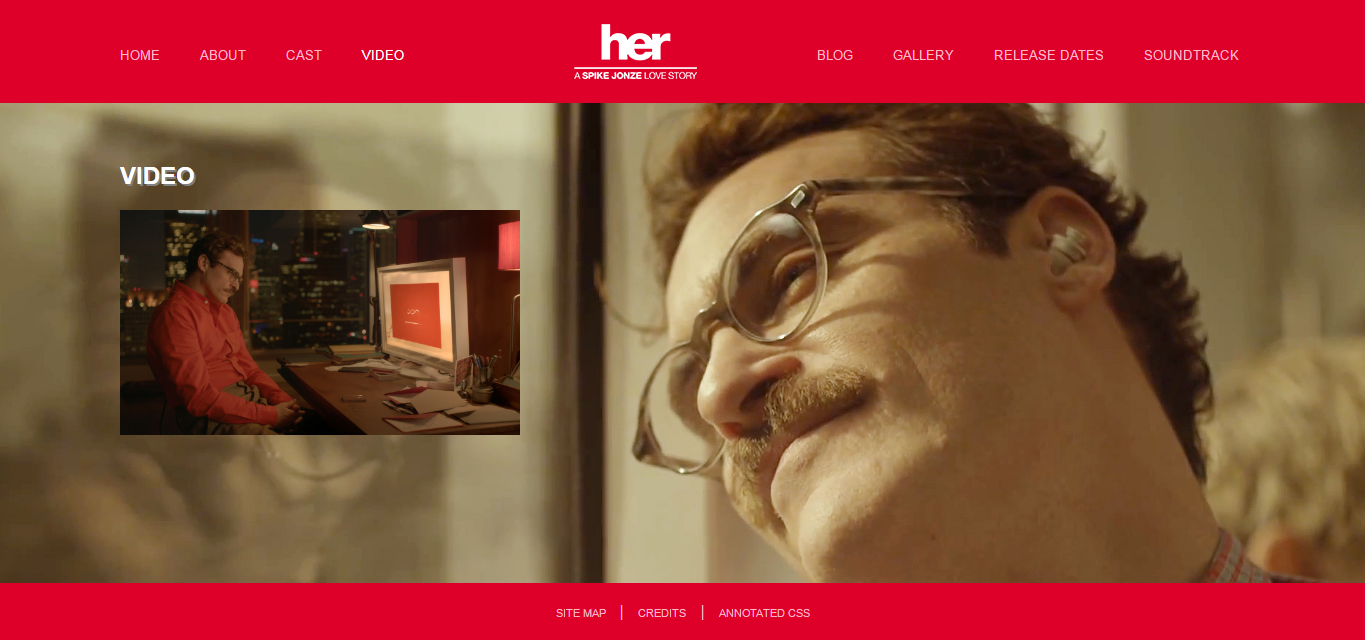 HOME ABOUT CAST VIDEO
her
A SPIKE JONZE LOVE STORY
BLOG GALLERY RELEASE DATES SOUNDTRACK
VIDEO
SITE MAP | CREDITS | ANNOTATED CSS